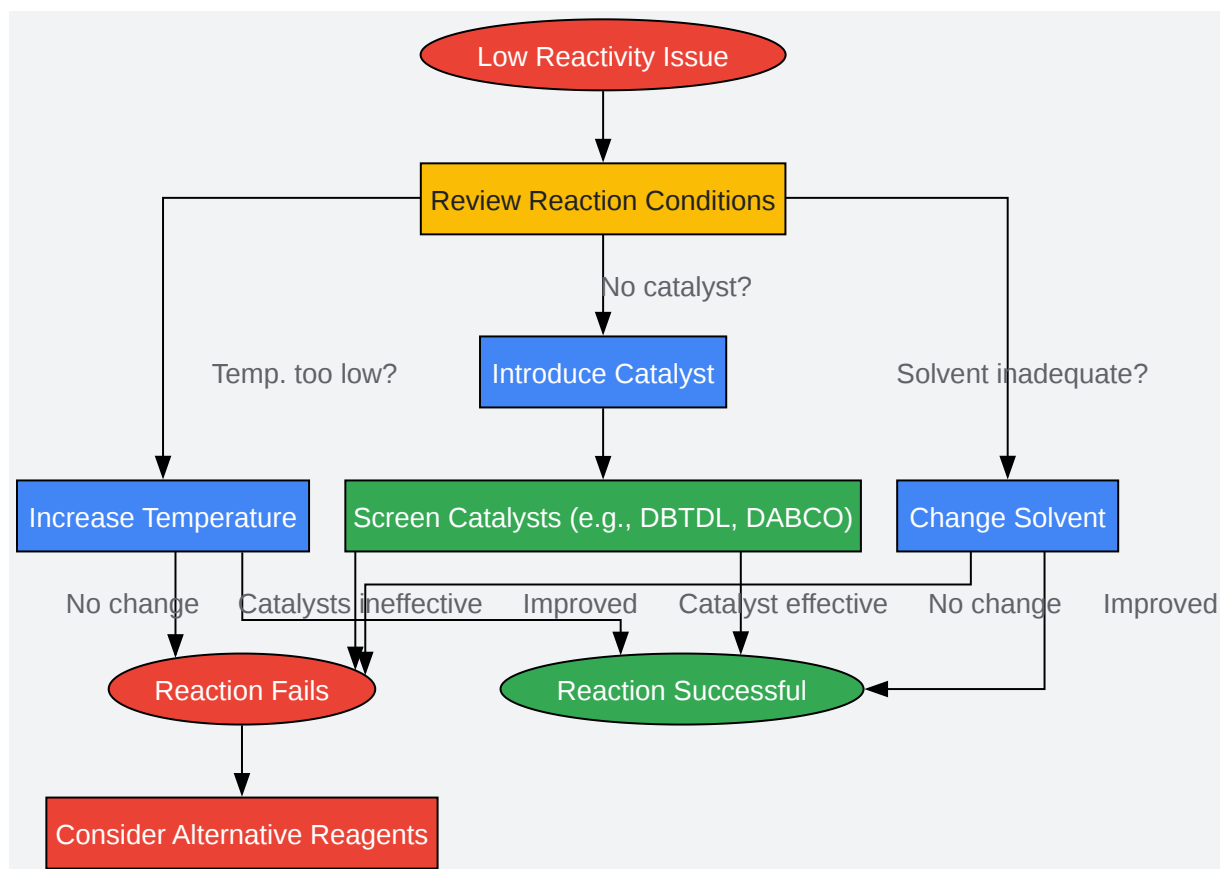 Low Reactivity Issue
Review Reaction Conditions
No catalyst?
Temp. too low?
Introduce Catalyst
Solvent inadequate?
Increase Temperature
Screen Catalysts (e.g., DBTDL, DABCO)
Change Solvent
No change
Catalysts ineffective
Improved
Catalyst effective
No change
Improved
Reaction Fails
Reaction Successful
Consider Alternative Reagents